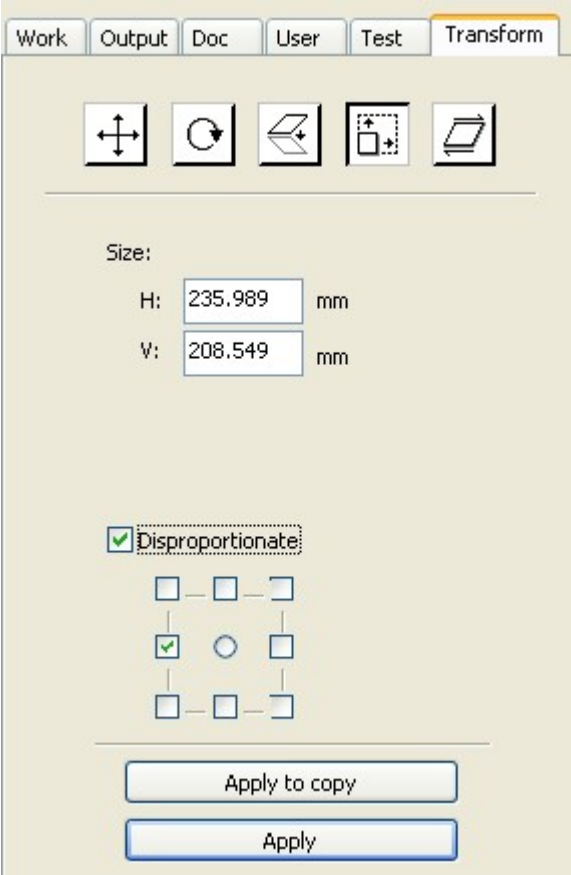 Work Output Doc User Test Transform
Size:
H: 235.989 mm
V: 208.549 mm
Disproportionate
Apply to copy
Apply